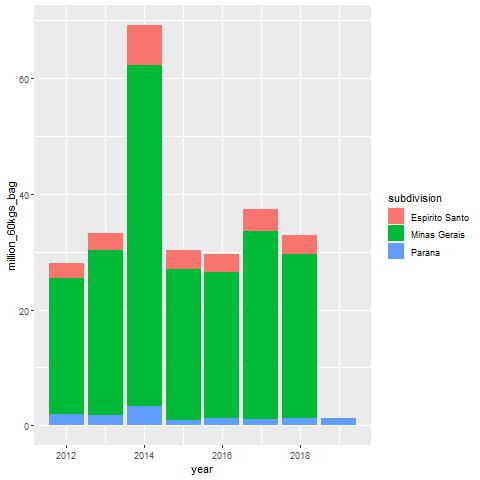 million_60kgs_bag
60
40
20
0
2012
2014
2016
2018
year
subdivision
Espirito Santo
Minas Gerais
Parana